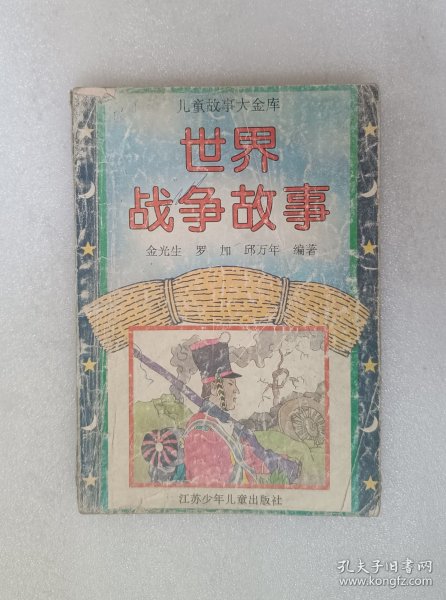 儿童故事大金库
世界
战争故事
金光生 罗加 邱万年 编著
江苏少年儿童出版社
孔夫子旧书网
www.kongfz.com